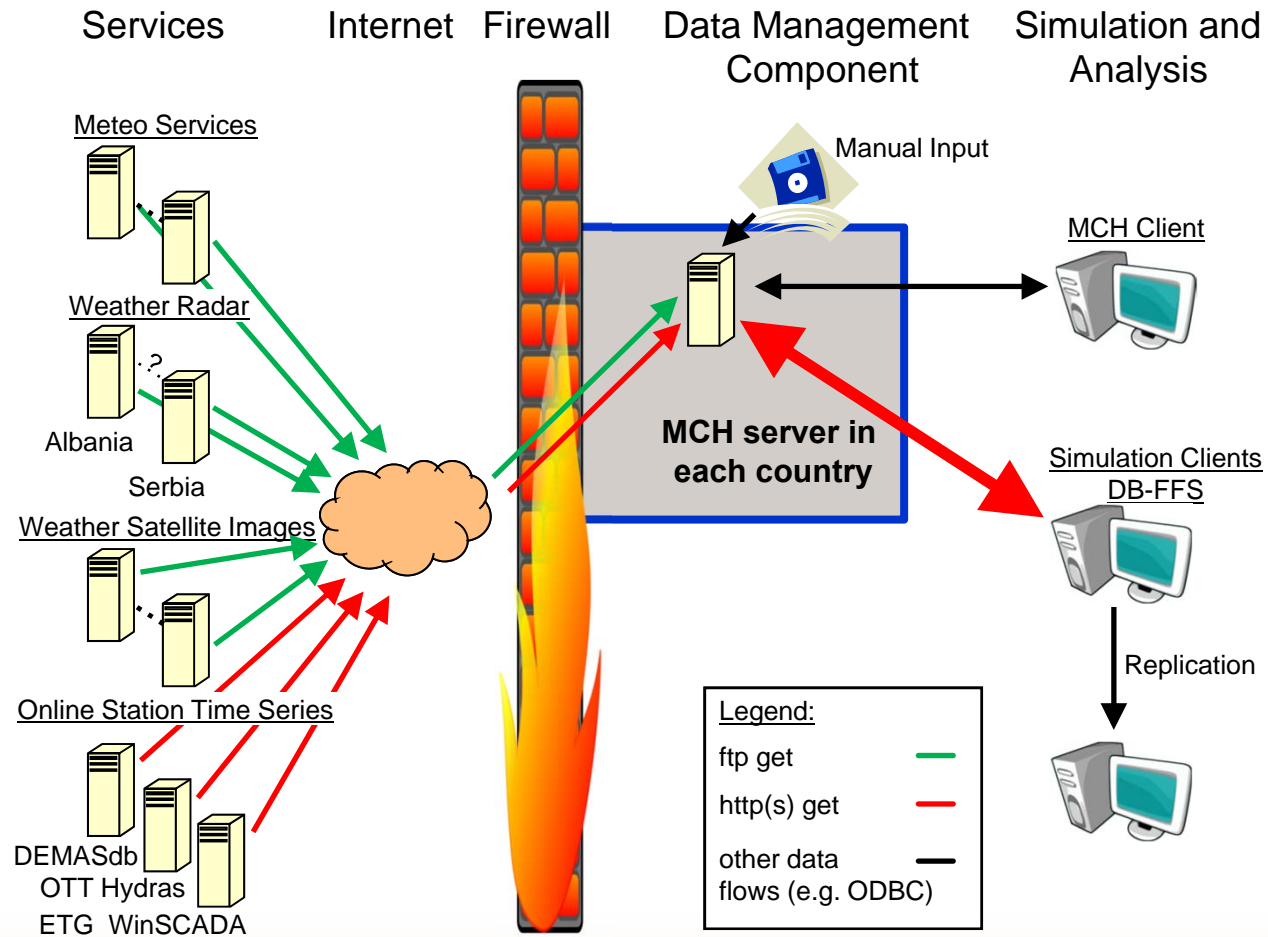 Services
Internet
Firewall
Data Management
Component
Simulation and
Analysis
Meteo Services
Weather Radar
?
Albania
Serbia
Weather Satellite Images
Online Station Time Series
DEMASdb
OTT Hydras
ETG WinSCADA
Manual Input
MCH server in
each country
MCH Client
Simulation Clients
DB-FFS
Replication
Legend:
ftp get
http(s) get
other data
flows (e.g. ODBC)